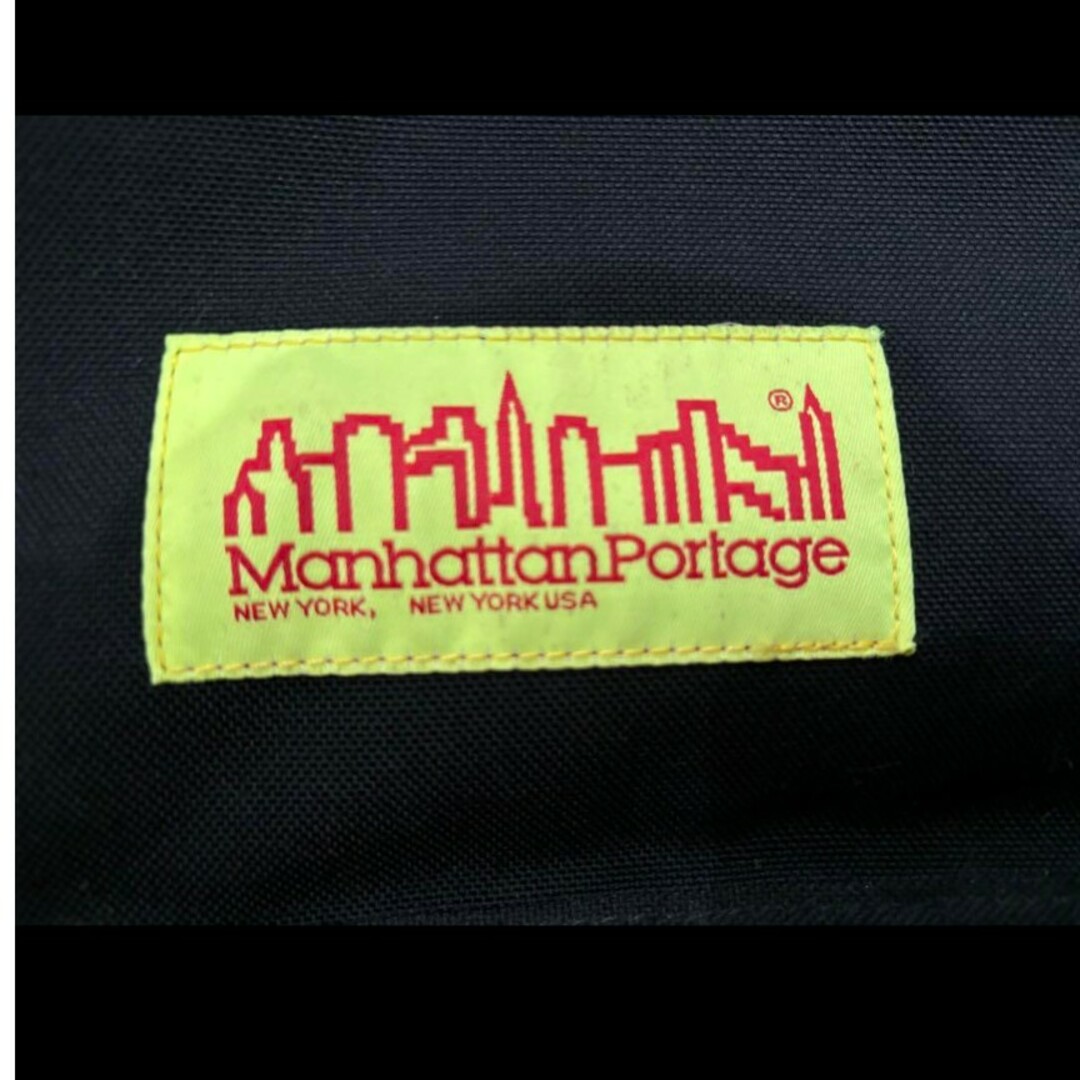 ®
ManhattanPortage
NEW YORK, NEW YORK USA